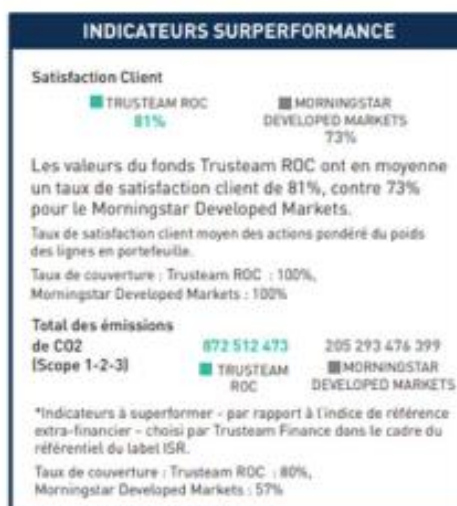 INDICATEURS SURPERFORMANCE
Satisfaction Client
TRUSTEAM ROC
81%
MORNINGSTAR
DEVELOPED MARKETS
73%
Les valeurs du fonds Trusteam ROC ont en moyenne
un taux de satisfaction client de 81%, contre 73%
pour le Morningstar Developed Markets.
Taux de satisfaction client moyen des actions pondéré du poids
des lignes en portefeuille.
Taux de couverture : Trusteam ROC : 100%,
Morningstar Developed Markets : 100%
Total des émissions
de CO2
(Scope 1-2-3)
872 512 473
TRUSTEAM
ROC
205 293 476 399
MORNINGSTAR
DEVELOPED MARKETS
*Indicateurs à superformer - par rapport à l'indice de référence
extra-financier - choisi par Trusteam Finance dans le cadre du
référentiel du label ISR.
Taux de couverture : Trusteam ROC : 80%,
Morningstar Developed Markets : 57%